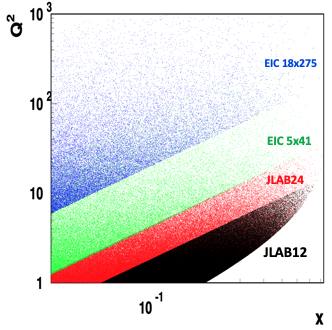 Q²
10³
EIC 18x275
10²
EIC 5x41
JLAB24
10
JLAB12
1
10⁻¹
x